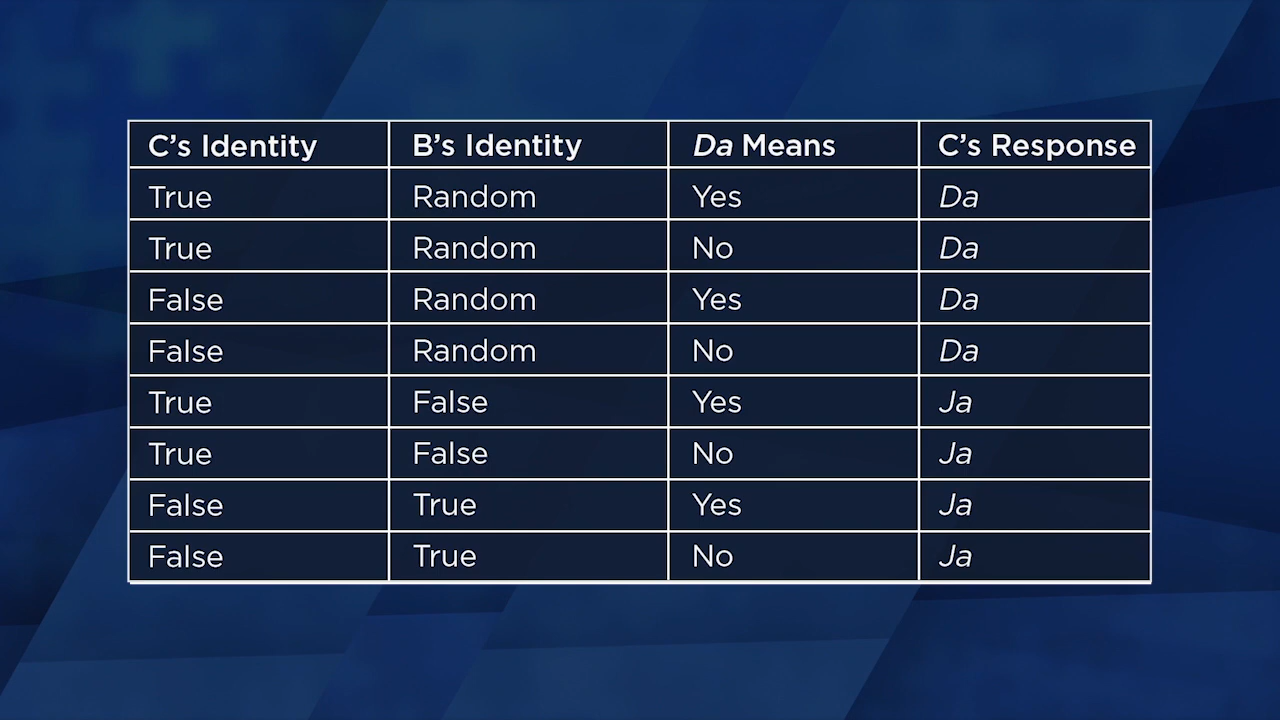 C's Identity B's Identity Da Means C's Response
True Random Yes Da
True Random No Da
False Random Yes Da
False Random No Da
True False Yes Ja
True False No Ja
False True Yes Ja
False True No Ja